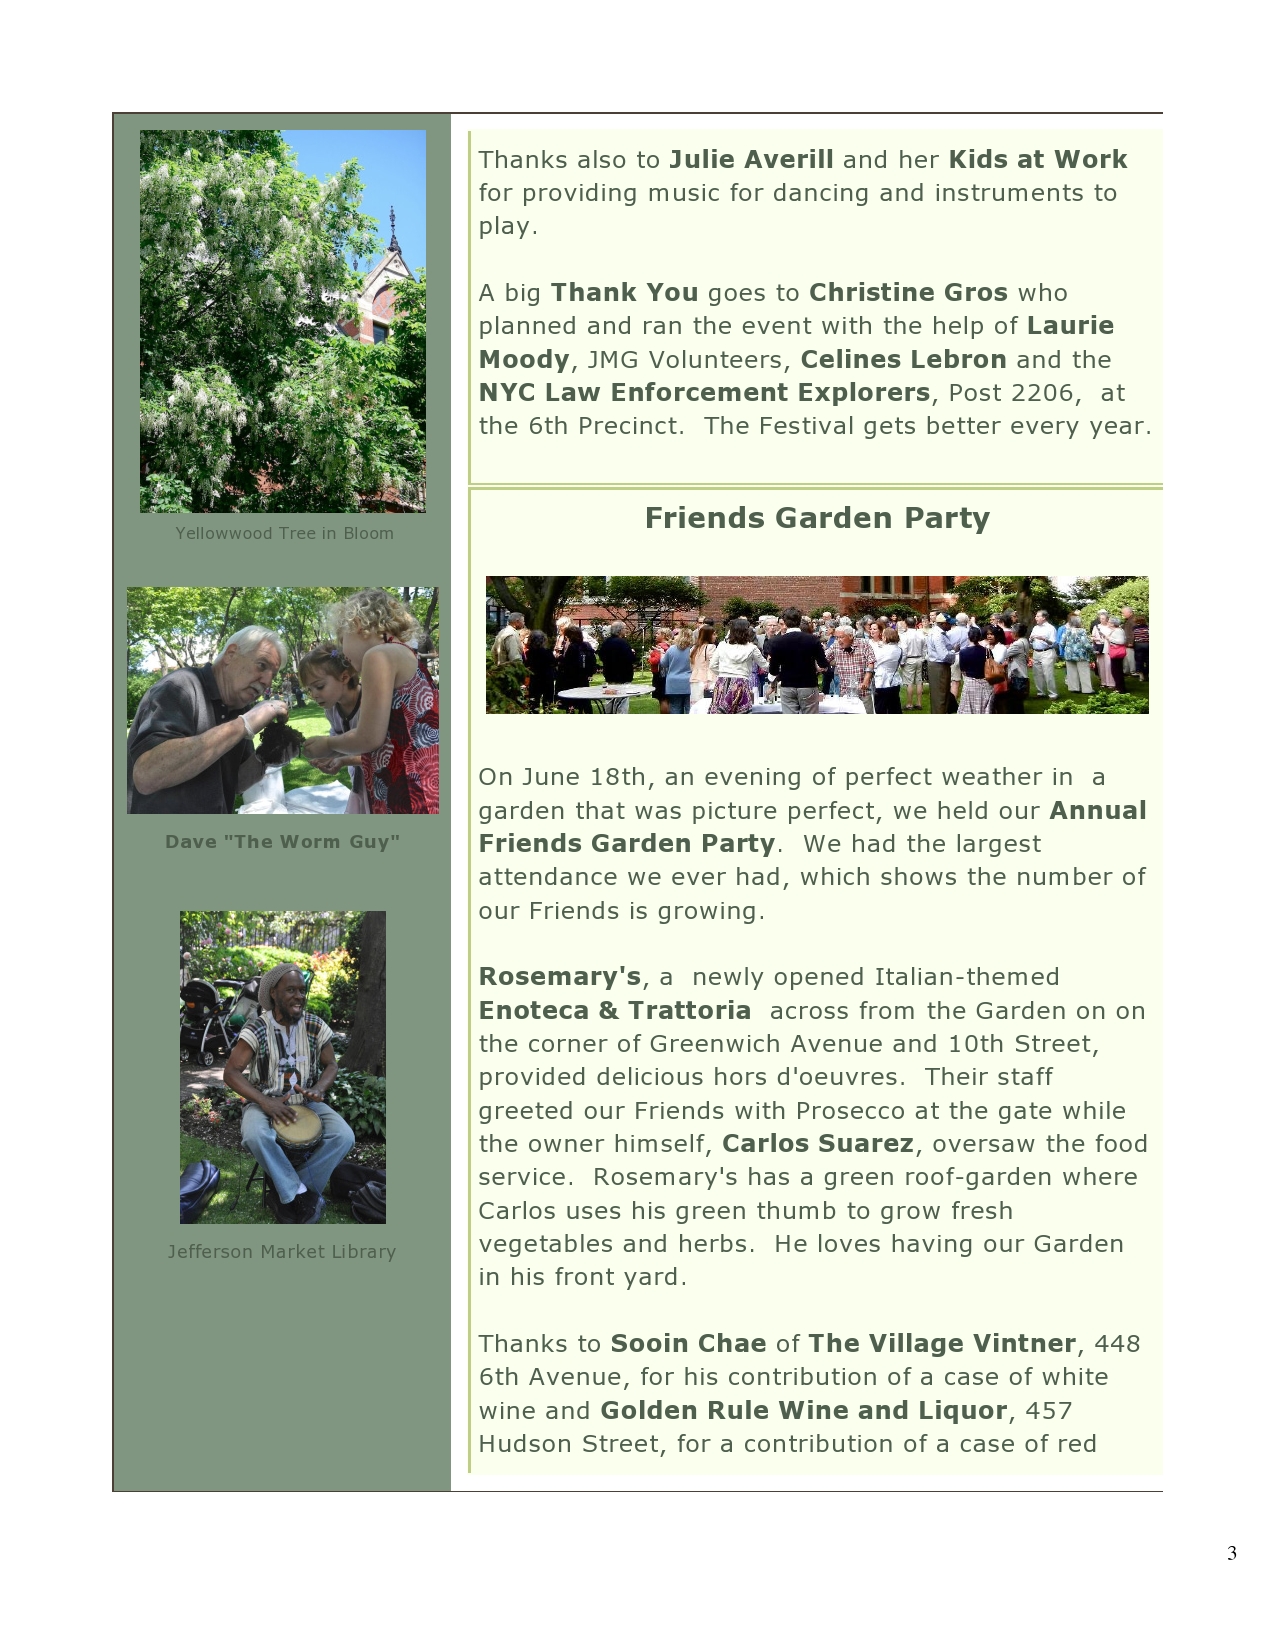 Yellowwood Tree in Bloom
Dave "The Worm Guy"
Jefferson Market Library
Thanks also to Julie Averill and her Kids at Work
for providing music for dancing and instruments to
play.
A big Thank You goes to Christine Gros who
planned and ran the event with the help of Laurie
Moody, JMG Volunteers, Celines Lebron and the
NYC Law Enforcement Explorers, Post 2206,  at
the 6th Precinct.  The Festival gets better every year.
Friends Garden Party
On June 18th, an evening of perfect weather in  a
garden that was picture perfect, we held our Annual
Friends Garden Party.  We had the largest
attendance we ever had, which shows the number of
our Friends is growing.
Rosemary's, a  newly opened Italian-themed
Enoteca & Trattoria  across from the Garden on on
the corner of Greenwich Avenue and 10th Street,
provided delicious hors d'oeuvres.  Their staff
greeted our Friends with Prosecco at the gate while
the owner himself, Carlos Suarez, oversaw the food
service.  Rosemary's has a green roof-garden where
Carlos uses his green thumb to grow fresh
vegetables and herbs.  He loves having our Garden
in his front yard.
Thanks to Sooin Chae of The Village Vintner, 448
6th Avenue, for his contribution of a case of white
wine and Golden Rule Wine and Liquor, 457
Hudson Street, for a contribution of a case of red
3